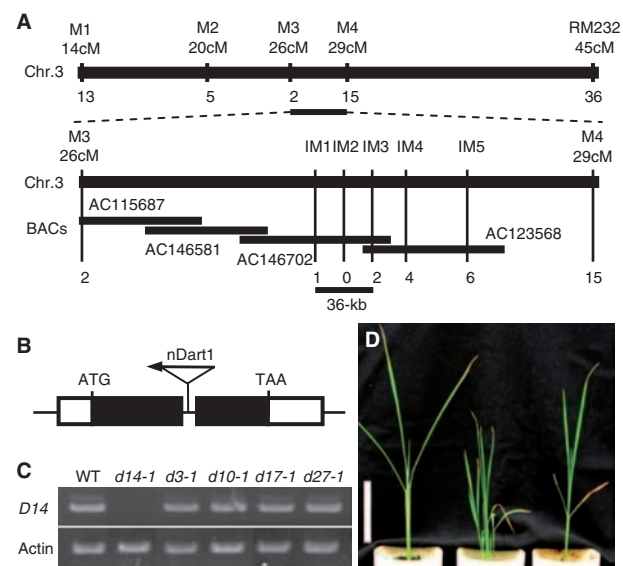 A
M1 M2 M3 M4 RM232
14cM 20cM 26cM 29cM 45cM
Chr.3
13 5 2 15 36
M3 IM1 IM2 IM3 IM4 IM5 M4
26cM 29cM
Chr.3
AC115687
BACs AC123568
AC146581
AC146702
2 1 0 2 4 6 15
36-kb
B
nDart1
ATG TAA
C
WT d14-1 d3-1 d10-1 d17-1 d27-1
D14
Actin
D